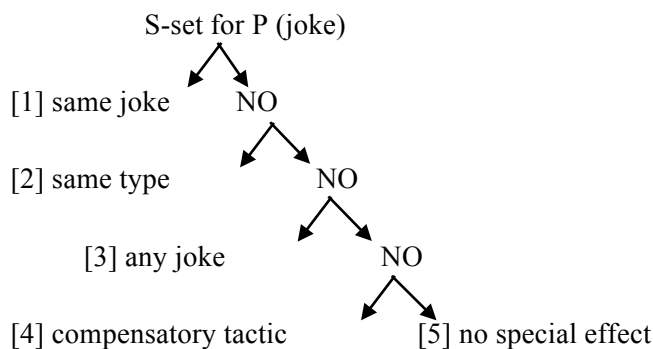 S-set for P (joke)
[1] same joke NO
[2] same type NO
[3] any joke NO
[4] compensatory tactic [5] no special effect